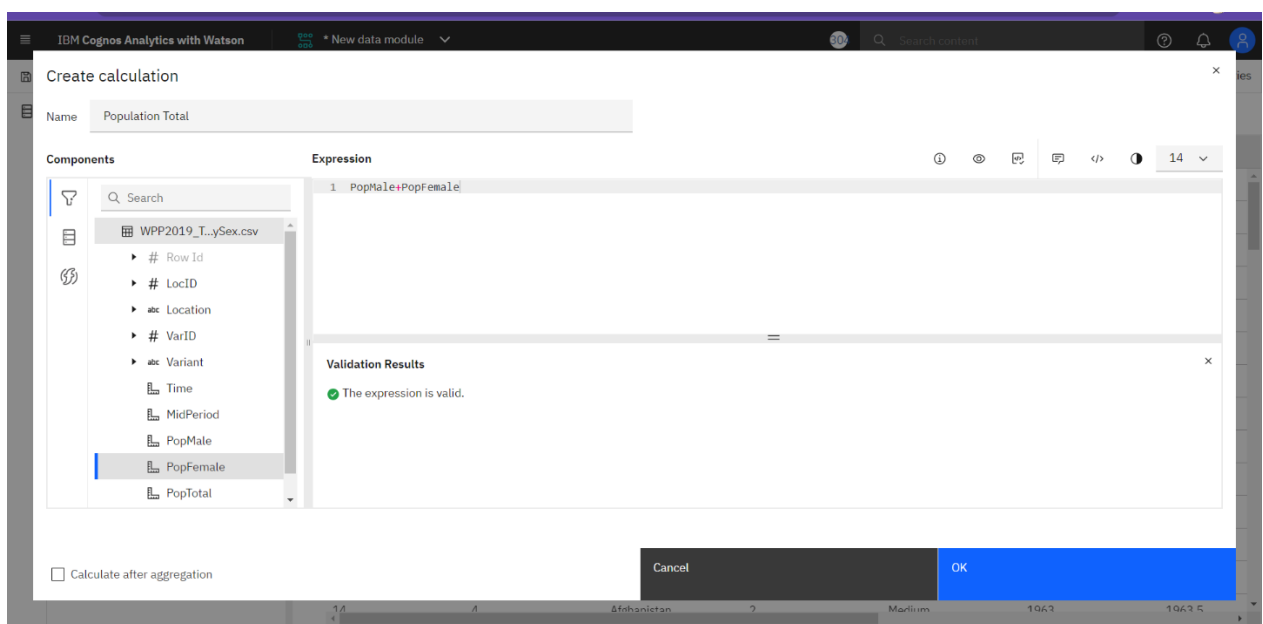 IBM Cognos Analytics with Watson
* New data module
Search content
Create calculation
Name
Population Total
Components
Expression
14
Search
WPP2019_T...ySex.csv
# Row Id
# LocID
abc Location
# VarID
abc Variant
Time
MidPeriod
PopMale
PopFemale
PopTotal
1 PopMale+PopFemale
Validation Results
The expression is valid.
Calculate after aggregation
Cancel
OK
14 4 Afghanistan 2 Medium 1963 1963.5